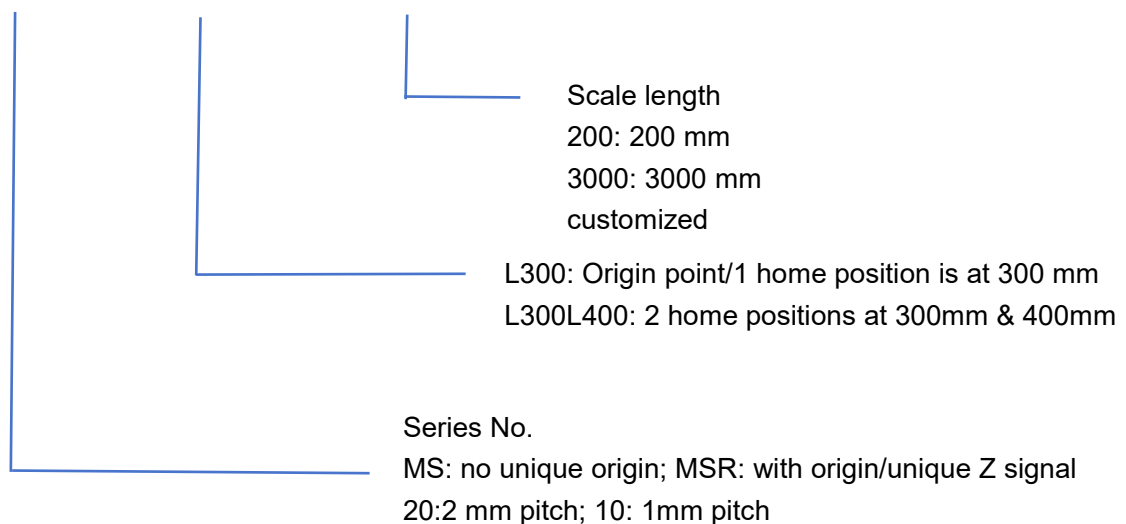 Scale length
200: 200 mm
3000: 3000 mm
customized
L300: Origin point/1 home position is at 300 mm
L300L400: 2 home positions at 300mm & 400mm
Series No.
MS: no unique origin; MSR: with origin/unique Z signal
20:2 mm pitch; 10: 1mm pitch